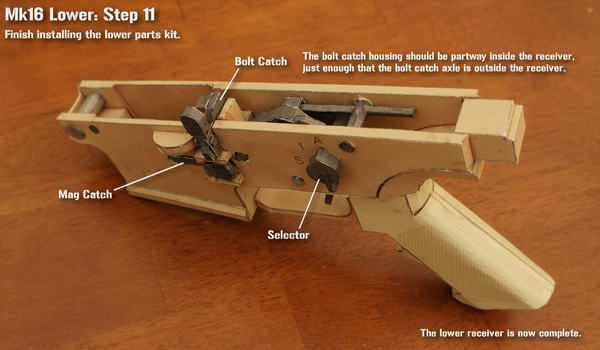 Mk16 Lower: Step 11
Finish installing the lower parts kit.
Bolt Catch
The bolt catch housing should be partway inside the receiver,
just enough that the bolt catch axle is outside the receiver.
A
1
S
Mag Catch
Selector
The lower receiver is now complete.